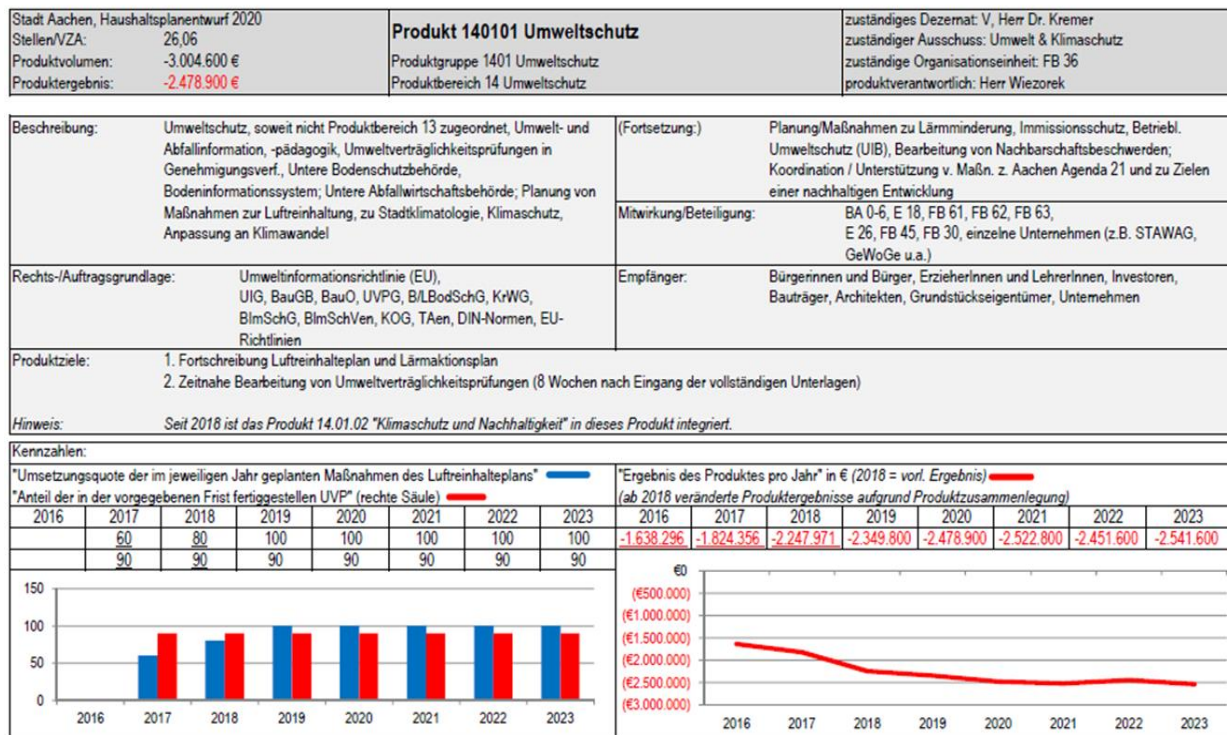 Stadt Aachen, Haushaltsplanentwurf 2020
Stellen/VZA: 26,06
Produktvolumen: -3.004.600 €
Produktergebnis: -2.478.900 €
Produkt 140101 Umweltschutz
Produktgruppe 1401 Umweltschutz
Produktbereich 14 Umweltschutz
zuständiges Dezernat: V, Herr Dr. Kremer
zuständiger Ausschuss: Umwelt & Klimaschutz
zuständige Organisationseinheit: FB 36
produktverantwortlich: Herr Wiezorek
Beschreibung: Umweltschutz, soweit nicht Produktbereich 13 zugeordnet, Umwelt- und
Abfallinformation, -pädagogik, Umweltverträglichkeitsprüfungen in
Genehmigungsverf., Untere Bodenschutzbehörde,
Bodeninformationssystem; Untere Abfallwirtschaftsbehörde; Planung von
Maßnahmen zur Luftreinhaltung, zu Stadtklimatologie, Klimaschutz,
Anpassung an Klimawandel
(Fortsetzung:) Planung/Maßnahmen zu Lärmminderung, Immissionsschutz, Betriebl.
Umweltschutz (UIB), Bearbeitung von Nachbarschaftsbeschwerden;
Koordination / Unterstützung v. Maßn. z. Aachen Agenda 21 und zu Zielen
einer nachhaltigen Entwicklung
Mitwirkung/Beteiligung: BA 0-6, E 18, FB 61, FB 62, FB 63,
E 26, FB 45, FB 30, einzelne Unternehmen (z.B. STAWAG,
GeWoGe u.a.)
Rechts-/Auftragsgrundlage: Umweltinformationsrichtlinie (EU),
UIG, BauGB, BauO, UVPG, B/LBodSchG, KrWG,
BImSchG, BImSchVen, KOG, TAen, DIN-Normen, EU-
Richtlinien
Empfänger: Bürgerinnen und Bürger, ErzieherInnen und LehrerInnen, Investoren,
Bauträger, Architekten, Grundstückseigentümer, Unternehmen
Produktziele: 1. Fortschreibung Luftreinhalteplan und Lärmaktionsplan
2. Zeitnahe Bearbeitung von Umweltverträglichkeitsprüfungen (8 Wochen nach Eingang der vollständigen Unterlagen)
Hinweis: Seit 2018 ist das Produkt 14.01.02 "Klimaschutz und Nachhaltigkeit" in dieses Produkt integriert.
Kennzahlen:
"Umsetzungsquote der im jeweiligen Jahr geplanten Maßnahmen des Luftreinhalteplans"
"Anteil der in der vorgegebenen Frist fertiggestellen UVP" (rechte Säule)
2016 2017 2018 2019 2020 2021 2022 2023
60 80 100 100 100 100 100
90 90 90 90 90 90 90
150
100
50
0
2016 2017 2018 2019 2020 2021 2022 2023
"Ergebnis des Produktes pro Jahr" in € (2018 = vorl. Ergebnis)
(ab 2018 veränderte Produktergebnisse aufgrund Produktzusammenlegung)
2016 2017 2018 2019 2020 2021 2022 2023
-1.638.296 -1.824.356 -2.247.971 -2.349.800 -2.478.900 -2.522.800 -2.451.600 -2.541.600
€0
(€500.000)
(€1.000.000)
(€1.500.000)
(€2.000.000)
(€2.500.000)
(€3.000.000)
2016 2017 2018 2019 2020 2021 2022 2023